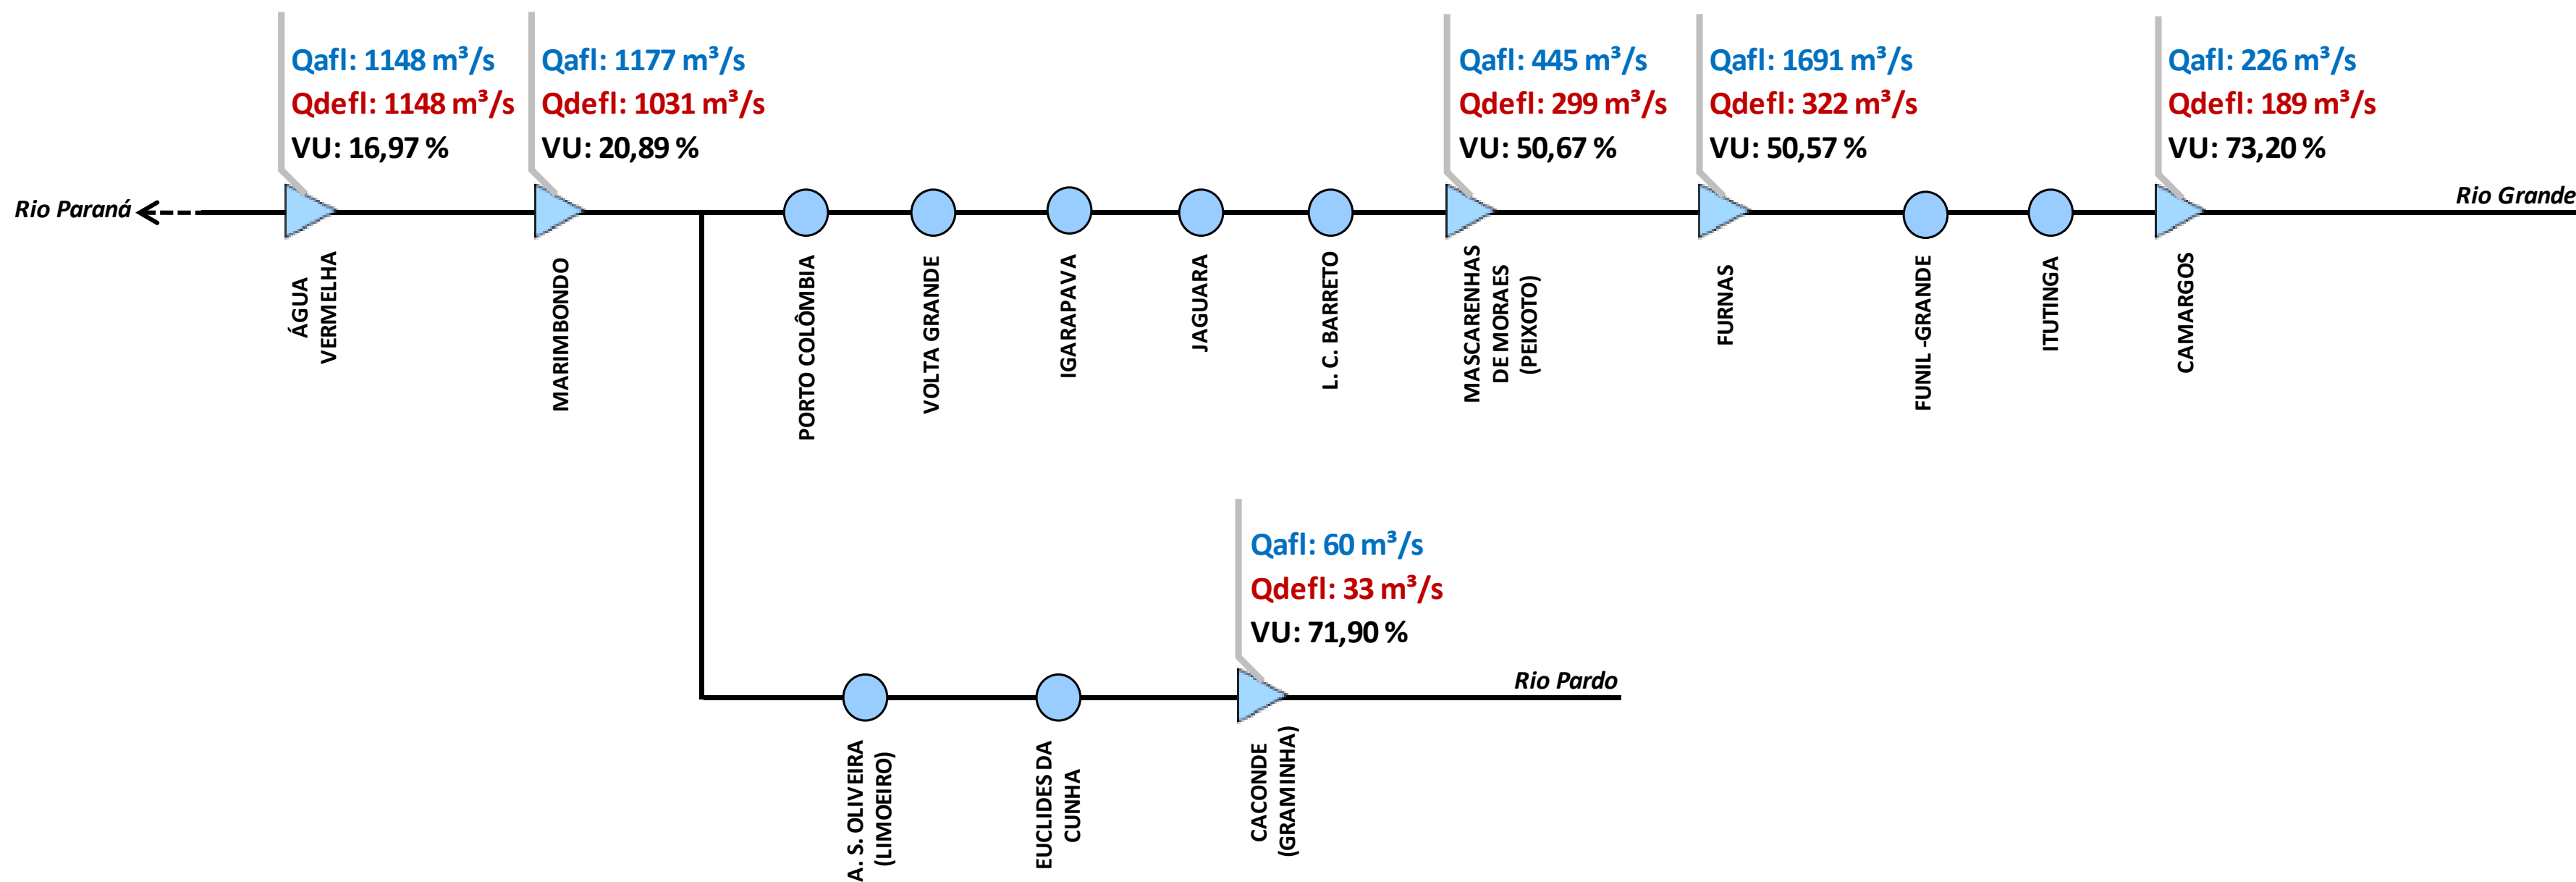 Qafl: 1148 m³/s
Qdefl: 1148 m³/s
VU: 16,97 %
Qafl: 1177 m³/s
Qdefl: 1031 m³/s
VU: 20,89 %
Qafl: 445 m³/s
Qdefl: 299 m³/s
VU: 50,67 %
Qafl: 1691 m³/s
Qdefl: 322 m³/s
VU: 50,57 %
Qafl: 226 m³/s
Qdefl: 189 m³/s
VU: 73,20 %
Rio Paraná
Rio Grande
ÁGUA
VERMELHA
MARIMBONDO
PORTO COLÔMBIA
VOLTA GRANDE
IGARAPAVA
JAGUARA
L. C. BARRETO
MASCARENHAS
DE MORAES
(PEIXOTO)
FURNAS
FUNIL -GRANDE
ITUTINGA
CAMARGOS
Qafl: 60 m³/s
Qdefl: 33 m³/s
VU: 71,90 %
Rio Pardo
A. S. OLIVEIRA
(LIMOEIRO)
EUCLIDES DA
CUNHA
CACONDE
(GRAMINHA)